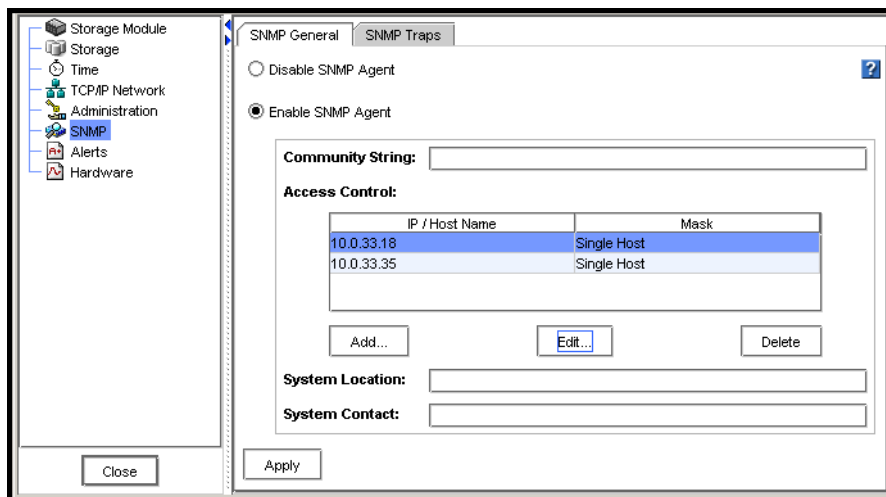 Storage Module
Storage
Time
TCP/IP Network
Administration
SNMP
Alerts
Hardware
Close
SNMP General
SNMP Traps
Disable SNMP Agent
?
Enable SNMP Agent
Community String:
Access Control:
IP / Host Name Mask
10.0.33.18 Single Host
10.0.33.35 Single Host
Add... Edit... Delete
System Location:
System Contact:
Apply